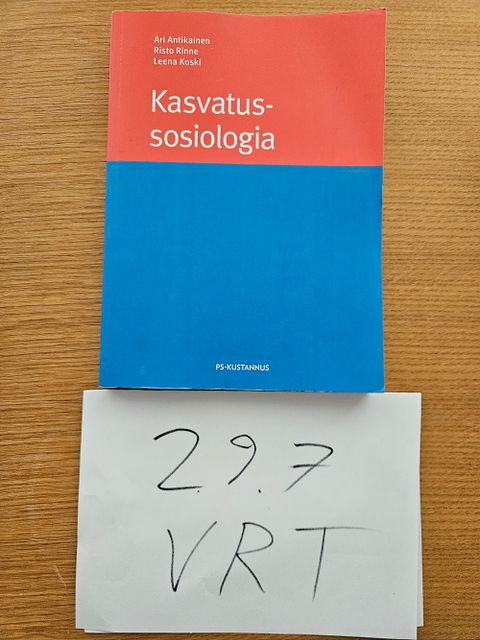 Ari Antikainen
Risto Rinne
Leena Koski
Kasvatus-
sosiologia
PS-KUSTANNUS
2.9.7
VRT